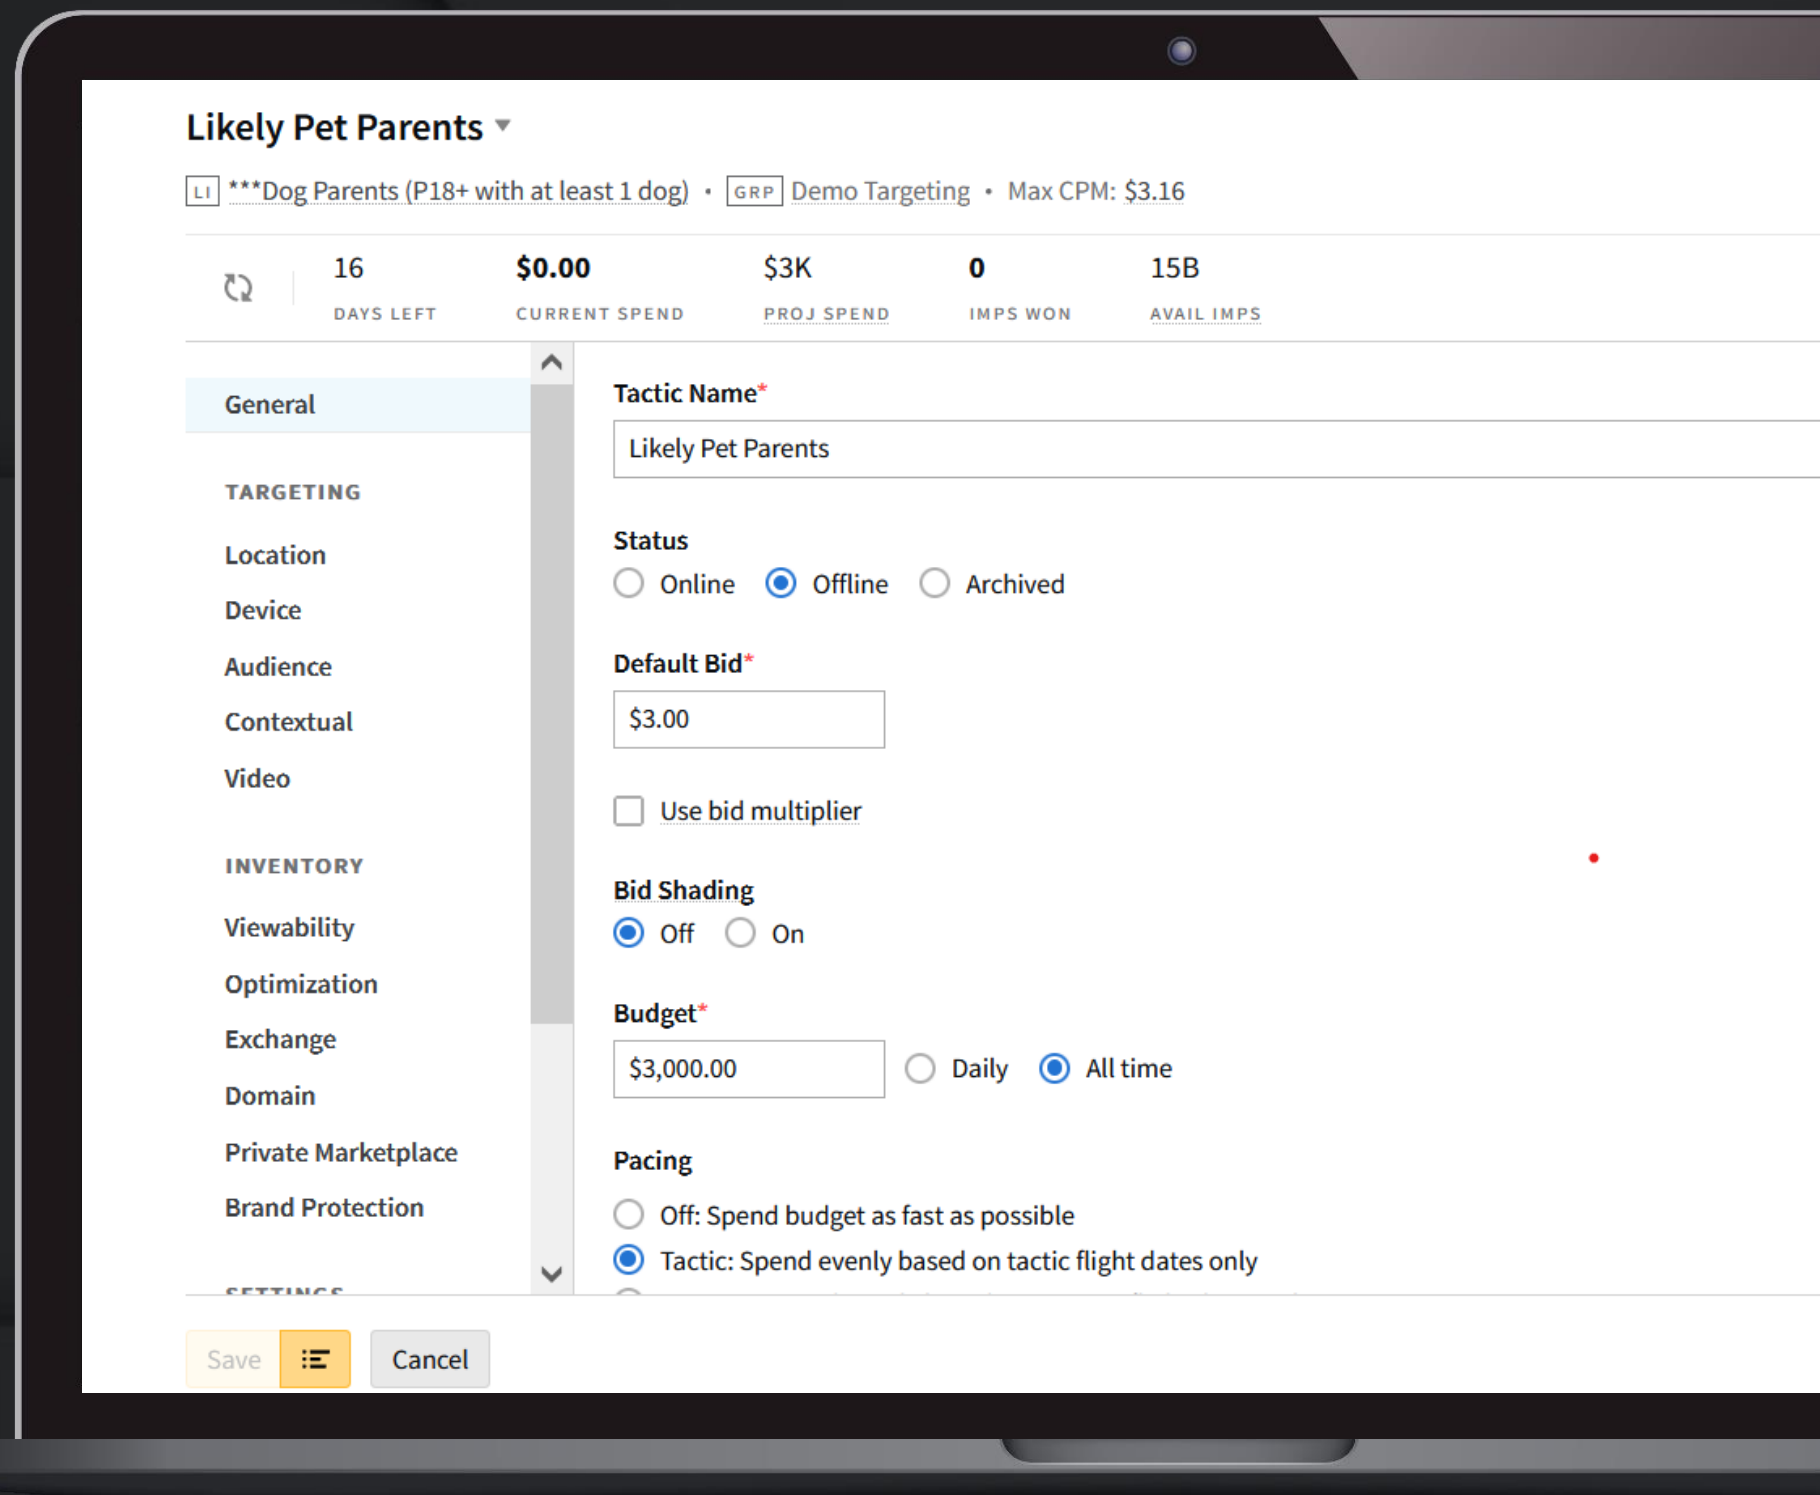 Likely Pet Parents
LI ***Dog Parents (P18+ with at least 1 dog) • GRP Demo Targeting • Max CPM: $3.16
16 $0.00 $3K 0 15B
DAYS LEFT CURRENT SPEND PROJ SPEND IMPS WON AVAIL IMPS
General
TARGETING
Location
Device
Audience
Contextual
Video
INVENTORY
Viewability
Optimization
Exchange
Domain
Private Marketplace
Brand Protection
SETTINGS
Tactic Name*
Likely Pet Parents
Status
Online Offline Archived
Default Bid*
$3.00
Use bid multiplier
Bid Shading
Off On
Budget*
$3,000.00 Daily All time
Pacing
Off: Spend budget as fast as possible
Tactic: Spend evenly based on tactic flight dates only
Save Cancel